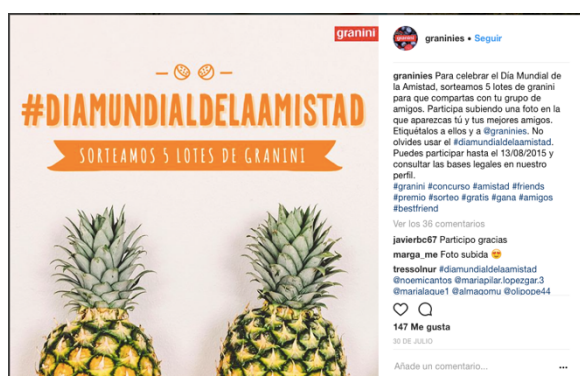 granini
#DIAMUNDIALDELAAMISTAD
SORTEAMOS 5 LOTES DE GRANINI
graninies • Seguir
graninies Para celebrar el Día Mundial de
la Amistad, sorteamos 5 lotes de granini
para que compartas con tu grupo de
amigos. Participa subiendo una foto en la
que aparezcas tú y tus mejores amigos.
Etiquétalos a ellos y a @graninies. No
olvides usar el #diamundialdelaamistad.
Puedes participar hasta el 13/08/2015 y
consultar las bases legales en nuestro
perfil.
#granini #concurso #amistad #friends
#premio #sorteo #gratis #gana #amigos
#bestfriend
Ver los 36 comentarios
javierbc67 Participo gracias
marga_me Foto subida 😍
tressolnur #diamundialdelaamistad
@noemicantos @mariapilar.lopezgar.3
@marialaque1 @almagomu @olipope44
147 Me gusta
30 DE JULIO
Añade un comentario...